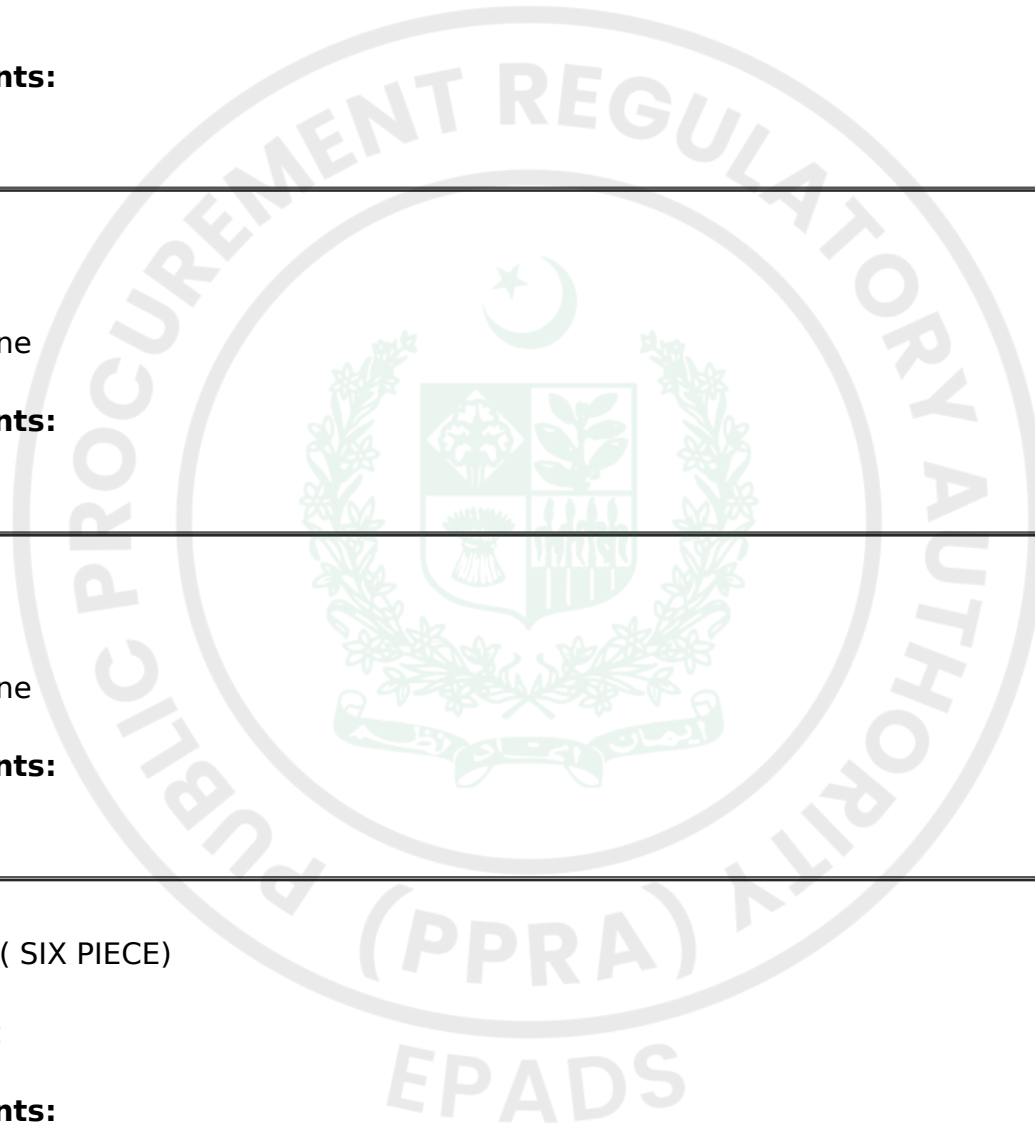 nts:
ne
nts:
ne
nts:
( SIX PIECE)
nts:
PUBLIC PROCUREMENT REGULATORY AUTHORITY
(PPRA)
EPADS